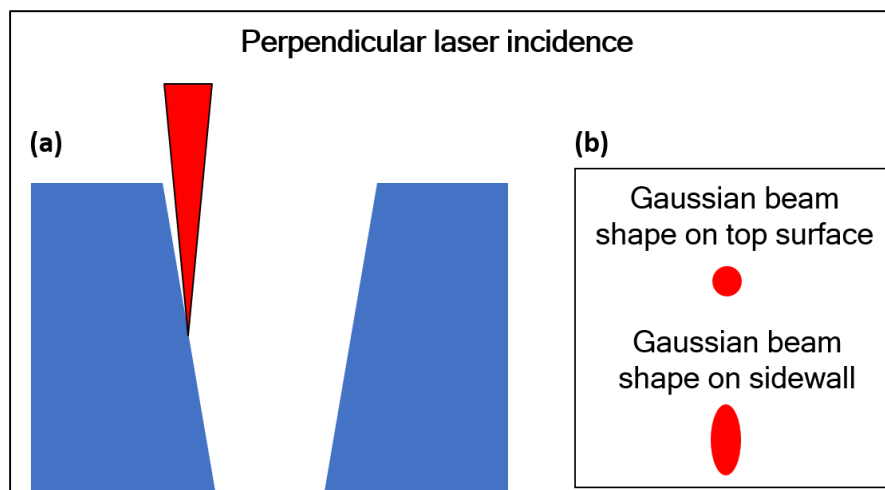 Perpendicular laser incidence
(a)
(b)
Gaussian beam
shape on top surface
Gaussian beam
shape on sidewall